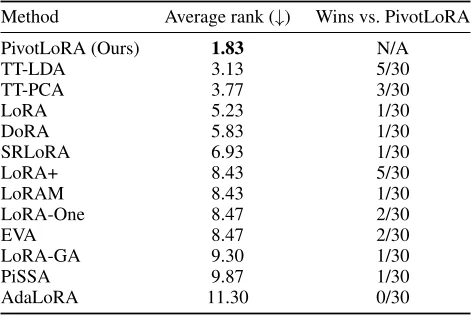 Method Average rank (↓) Wins vs. PivotLoRA
PivotLoRA (Ours) 1.83 N/A
TT-LDA 3.13 5/30
TT-PCA 3.77 3/30
LoRA 5.23 1/30
DoRA 5.83 1/30
SRLoRA 6.93 1/30
LoRA+ 8.43 5/30
LoRAM 8.43 1/30
LoRA-One 8.47 2/30
EVA 8.47 2/30
LoRA-GA 9.30 1/30
PiSSA 9.87 1/30
AdaLoRA 11.30 0/30